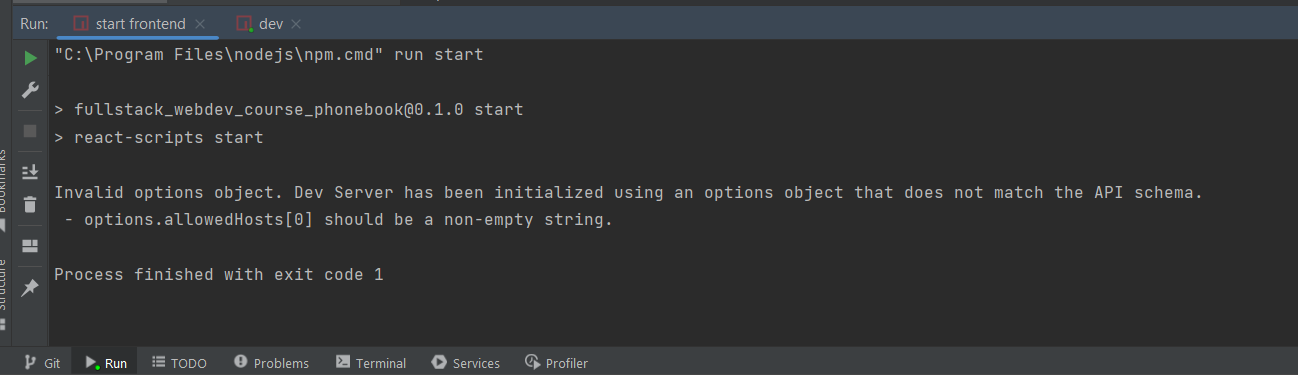 Run:
start frontend
dev
"C:\Program Files\nodejs\npm.cmd" run start
> fullstack_webdev_course_phonebook@0.1.0 start
> react-scripts start
Invalid options object. Dev Server has been initialized using an options object that does not match the API schema.
- options.allowedHosts[0] should be a non-empty string.
Process finished with exit code 1
Bookmarks
Structure
Git
Run
TODO
Problems
Terminal
Services
Profiler